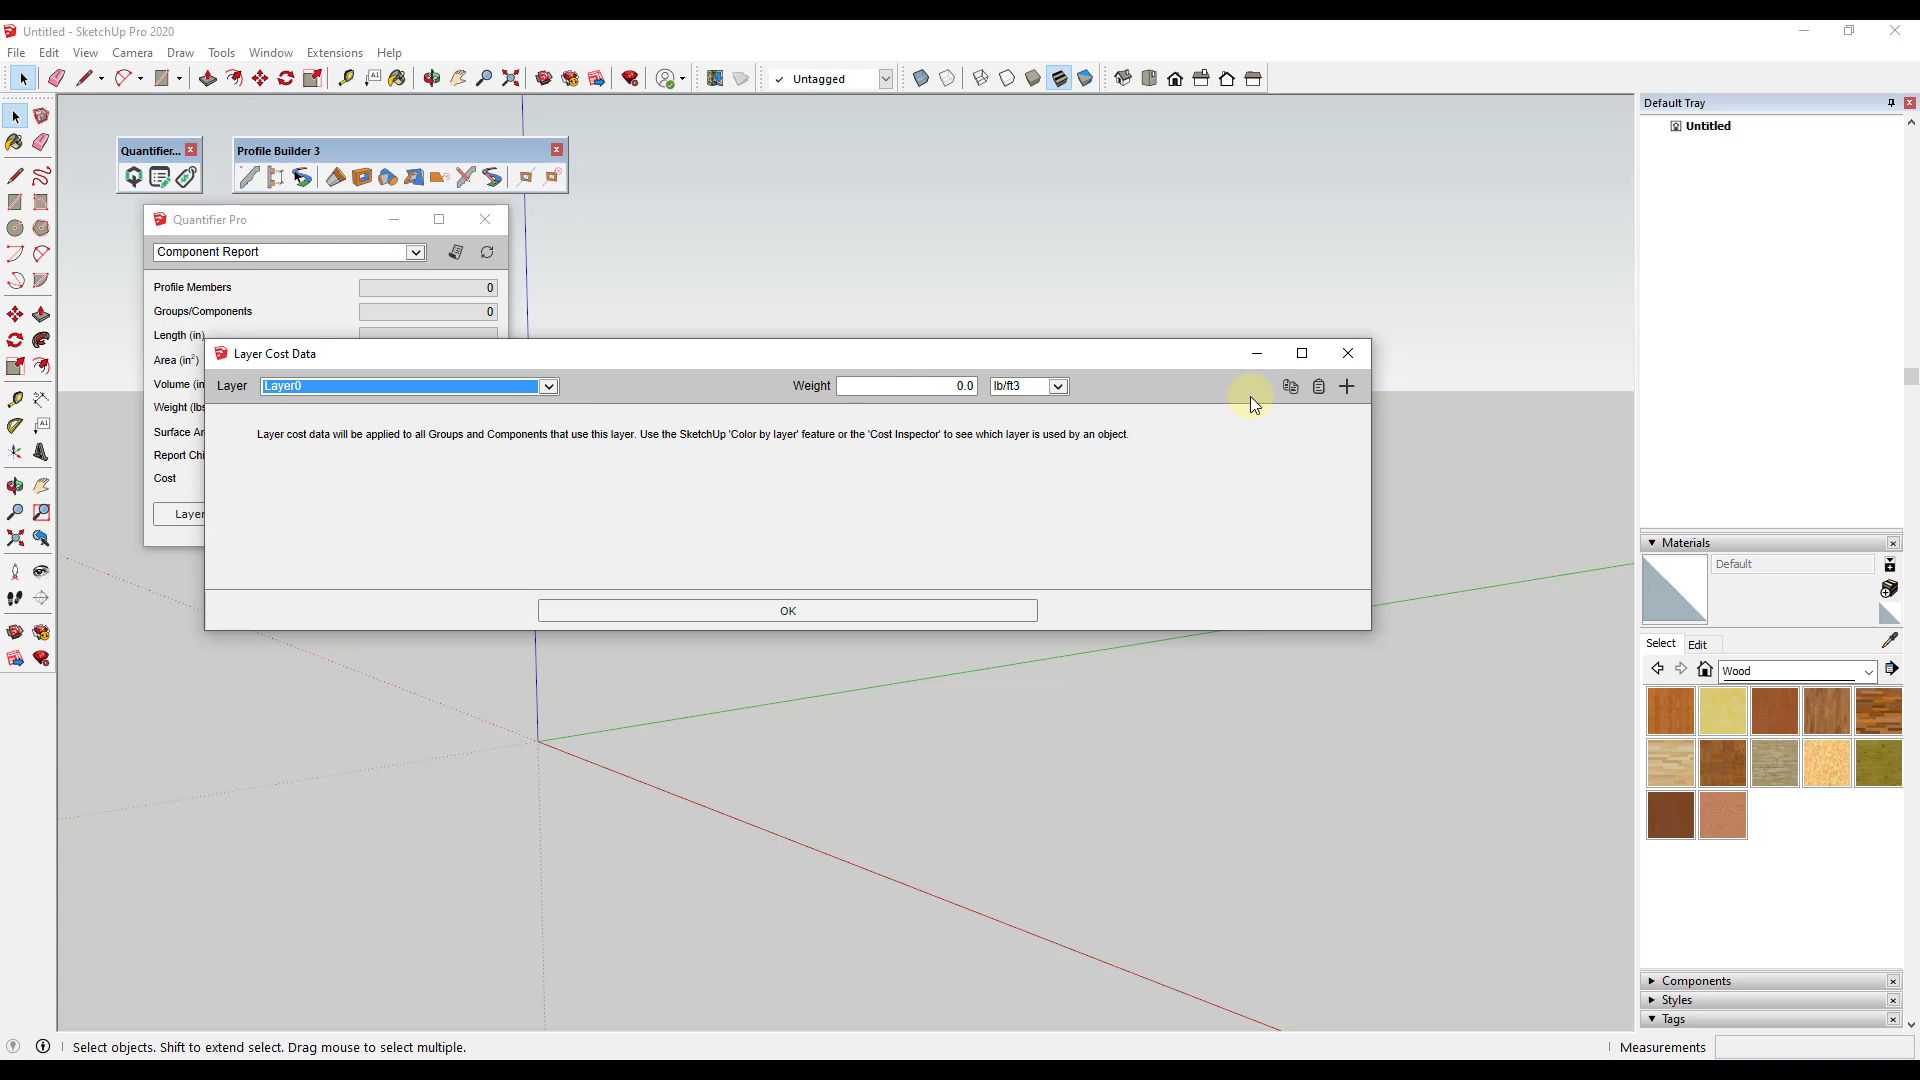 Untitled - SketchUp Pro 2020
File Edit View Camera Draw Tools Window Extensions Help
Untagged
Default Tray
Untitled
Quantifier...
Profile Builder 3
Quantifier Pro
Component Report
Profile Members 0
Groups/Components 0
Length (in)
Area (in²)
Volume (in
Weight (lbs
Surface Ar
Report Chi
Cost
Layer
Layer Cost Data
Layer Layer0 Weight 0.0 lb/ft3
Layer cost data will be applied to all Groups and Components that use this layer. Use the SketchUp 'Color by layer' feature or the 'Cost Inspector' to see which layer is used by an object.
OK
Materials
Default
Select Edit
Wood
Components
Styles
Tags
Select objects. Shift to extend select. Drag mouse to select multiple.
Measurements